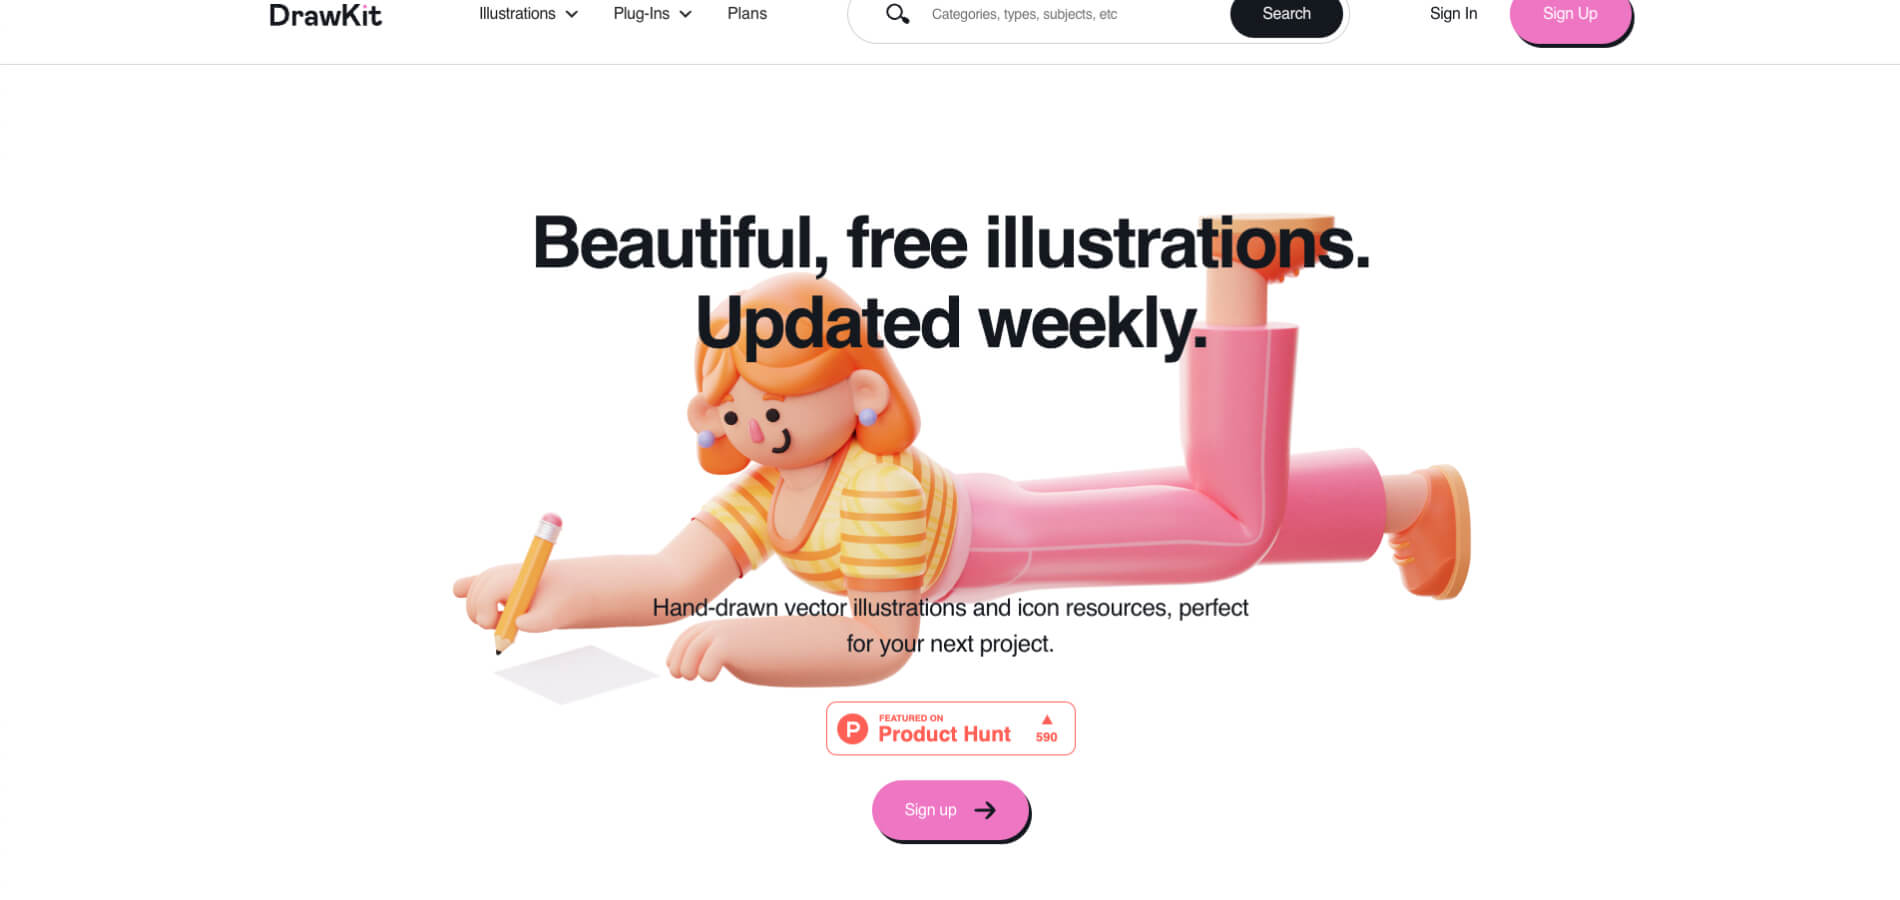 DrawKit
Illustrations
Plug-Ins
Plans
Categories, types, subjects, etc
Search
Sign In
Sign Up
Beautiful, free illustrations.
Updated weekly.
Hand-drawn vector illustrations and icon resources, perfect
for your next project.
P
FEATURED ON
Product Hunt
590
Sign up